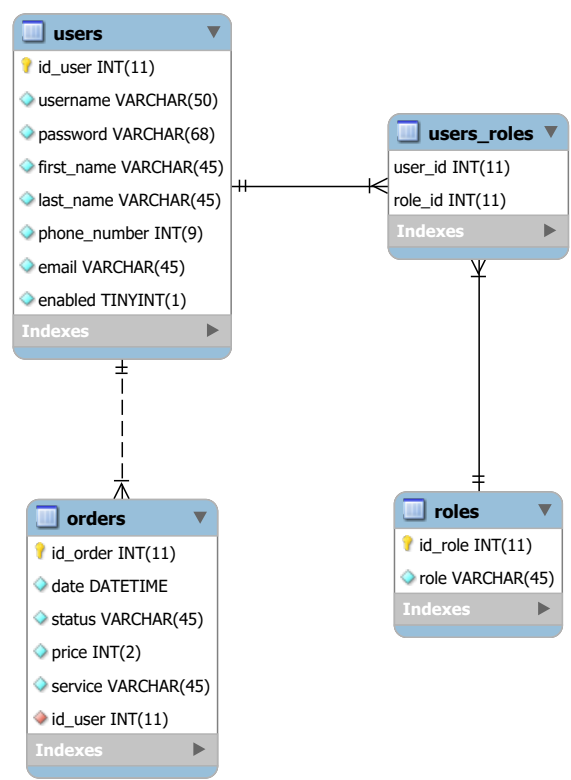 users
id_user INT(11)
username VARCHAR(50)
password VARCHAR(68)
first_name VARCHAR(45)
last_name VARCHAR(45)
phone_number INT(9)
email VARCHAR(45)
enabled TINYINT(1)
Indexes
users_roles
user_id INT(11)
role_id INT(11)
Indexes
orders
id_order INT(11)
date DATETIME
status VARCHAR(45)
price INT(2)
service VARCHAR(45)
id_user INT(11)
Indexes
roles
id_role INT(11)
role VARCHAR(45)
Indexes